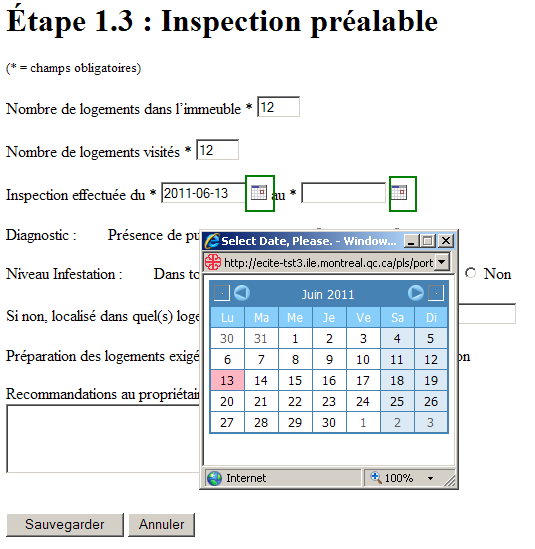 Étape 1.3 : Inspection préalable
(* = champs obligatoires)
Nombre de logements dans l'immeuble * 12
Nombre de logements visités * 12
Inspection effectuée du * 2011-06-13 au *
Diagnostic : Présence de pu
Niveau Infestation : Dans to Non
Si non, localisé dans quel(s) loge
Préparation des logements exigé on
Recommandations au propriétair
Select Date, Please. - Window...
http://ecite-tst3.ile.montreal.qc.ca/pls/port
Juin 2011
Lu Ma Me Je Ve Sa Di
30 31 1 2 3 4 5
6 7 8 9 10 11 12
13 14 15 16 17 18 19
20 21 22 23 24 25 26
27 28 29 30 1 2 3
Internet 100%
Sauvegarder Annuler